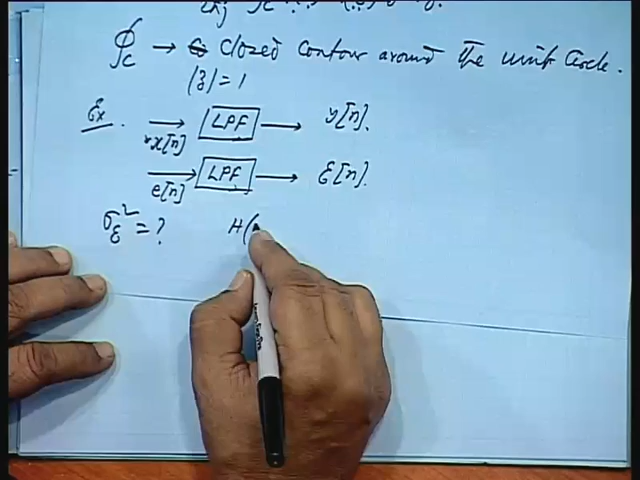 ∮c → Closed Contour around the unit Circle.
|z| = 1
Ex. x[n] → LPF → y[n].
e[n] → LPF → ε[n].
σε² = ? H(